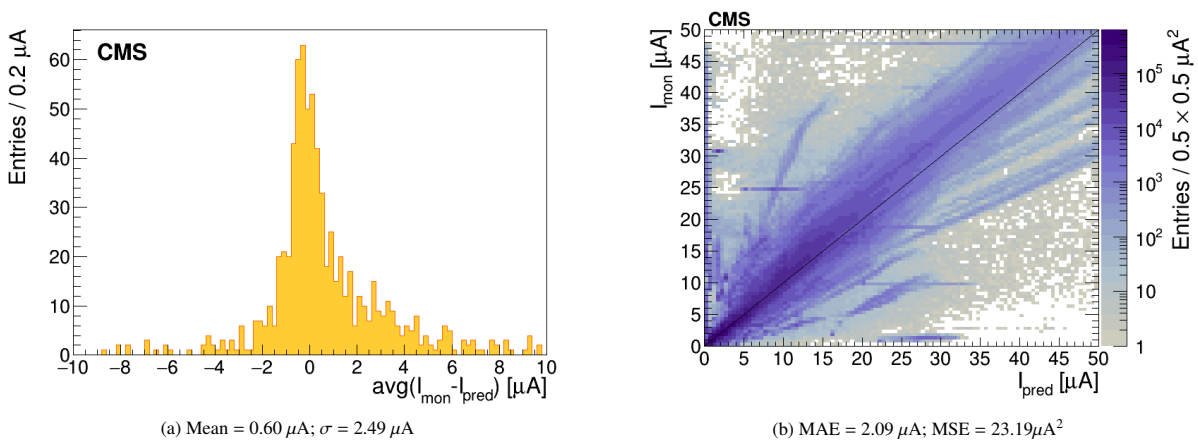 CMS
Entries / 0.2 μA
60
50
40
30
20
10
0
−10 −8 −6 −4 −2 0 2 4 6 8 10
avg(I_mon-I_pred) [μA]
(a) Mean = 0.60 μA; σ = 2.49 μA
CMS
I_mon [μA]
50
45
40
35
30
25
20
15
10
5
0
0 5 10 15 20 25 30 35 40 45 50
I_pred [μA]
10^5
10^4
10^3
10^2
10
1
Entries / 0.5 × 0.5 μA^2
(b) MAE = 2.09 μA; MSE = 23.19μA^2